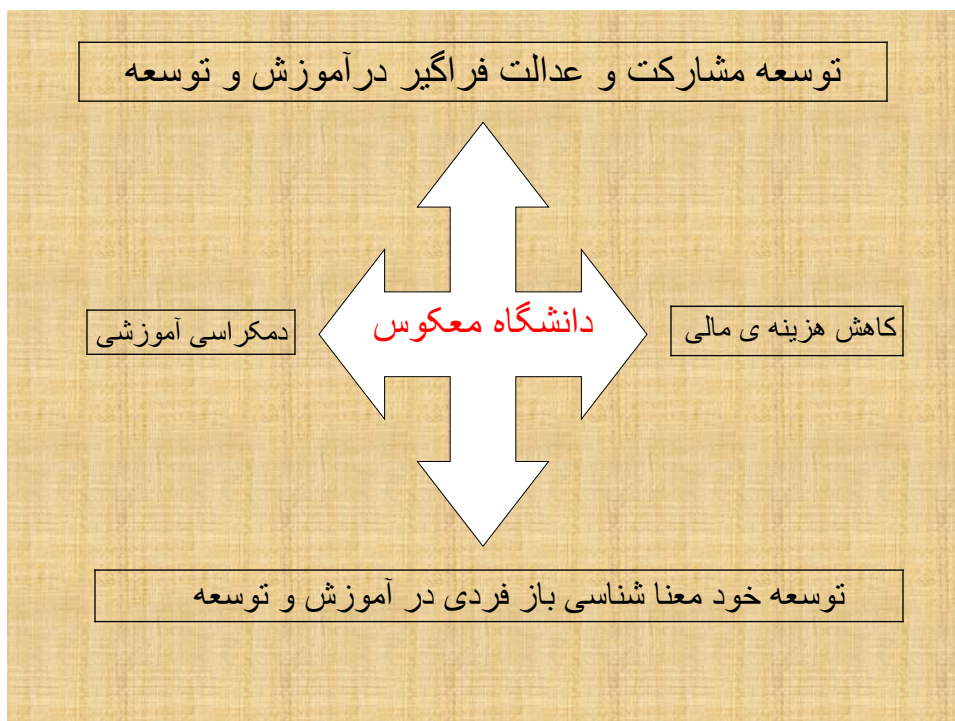 توسعه مشارکت و عدالت فراگیر درآموزش و توسعه
کاهش هزینه ی مالی
دانشگاه معکوس
دمکراسی آموزشی
توسعه خود معنا شناسی باز فردی در آموزش و توسعه